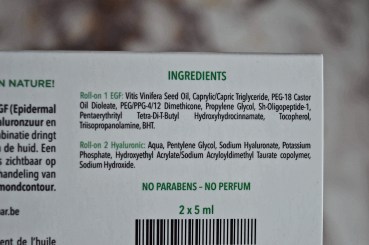 INGREDIENTS
N NATURE!
Roll-on 1 EGF: Vitis Vinifera Seed Oil, Caprylic/Capric Triglyceride, PEG-18 Castor
Oil Dioleate, PEG/PPG-4/12 Dimethicone, Propylene Glycol, Sh-Oligopeptide-1,
Pentaerythrityl Tetra-Di-T-Butyl Hydroxyhydrocinnamate, Tocopherol,
Triisopropanolamine, BHT.
GF (Epidermal
aluronzuur en
binatie dringt
de huid. Een
s zichtbaar op
handeling van
mondcontour.
Roll-on 2 Hyaluronic: Aqua, Pentylene Glycol, Sodium Hyaluronate, Potassium
Phosphate, Hydroxyethyl Acrylate/Sodium Acryloyldimethyl Taurate copolymer,
Sodium Hydroxide.
NO PARABENS - NO PERFUM
ar.be
2 x 5 ml
ent de l'huile